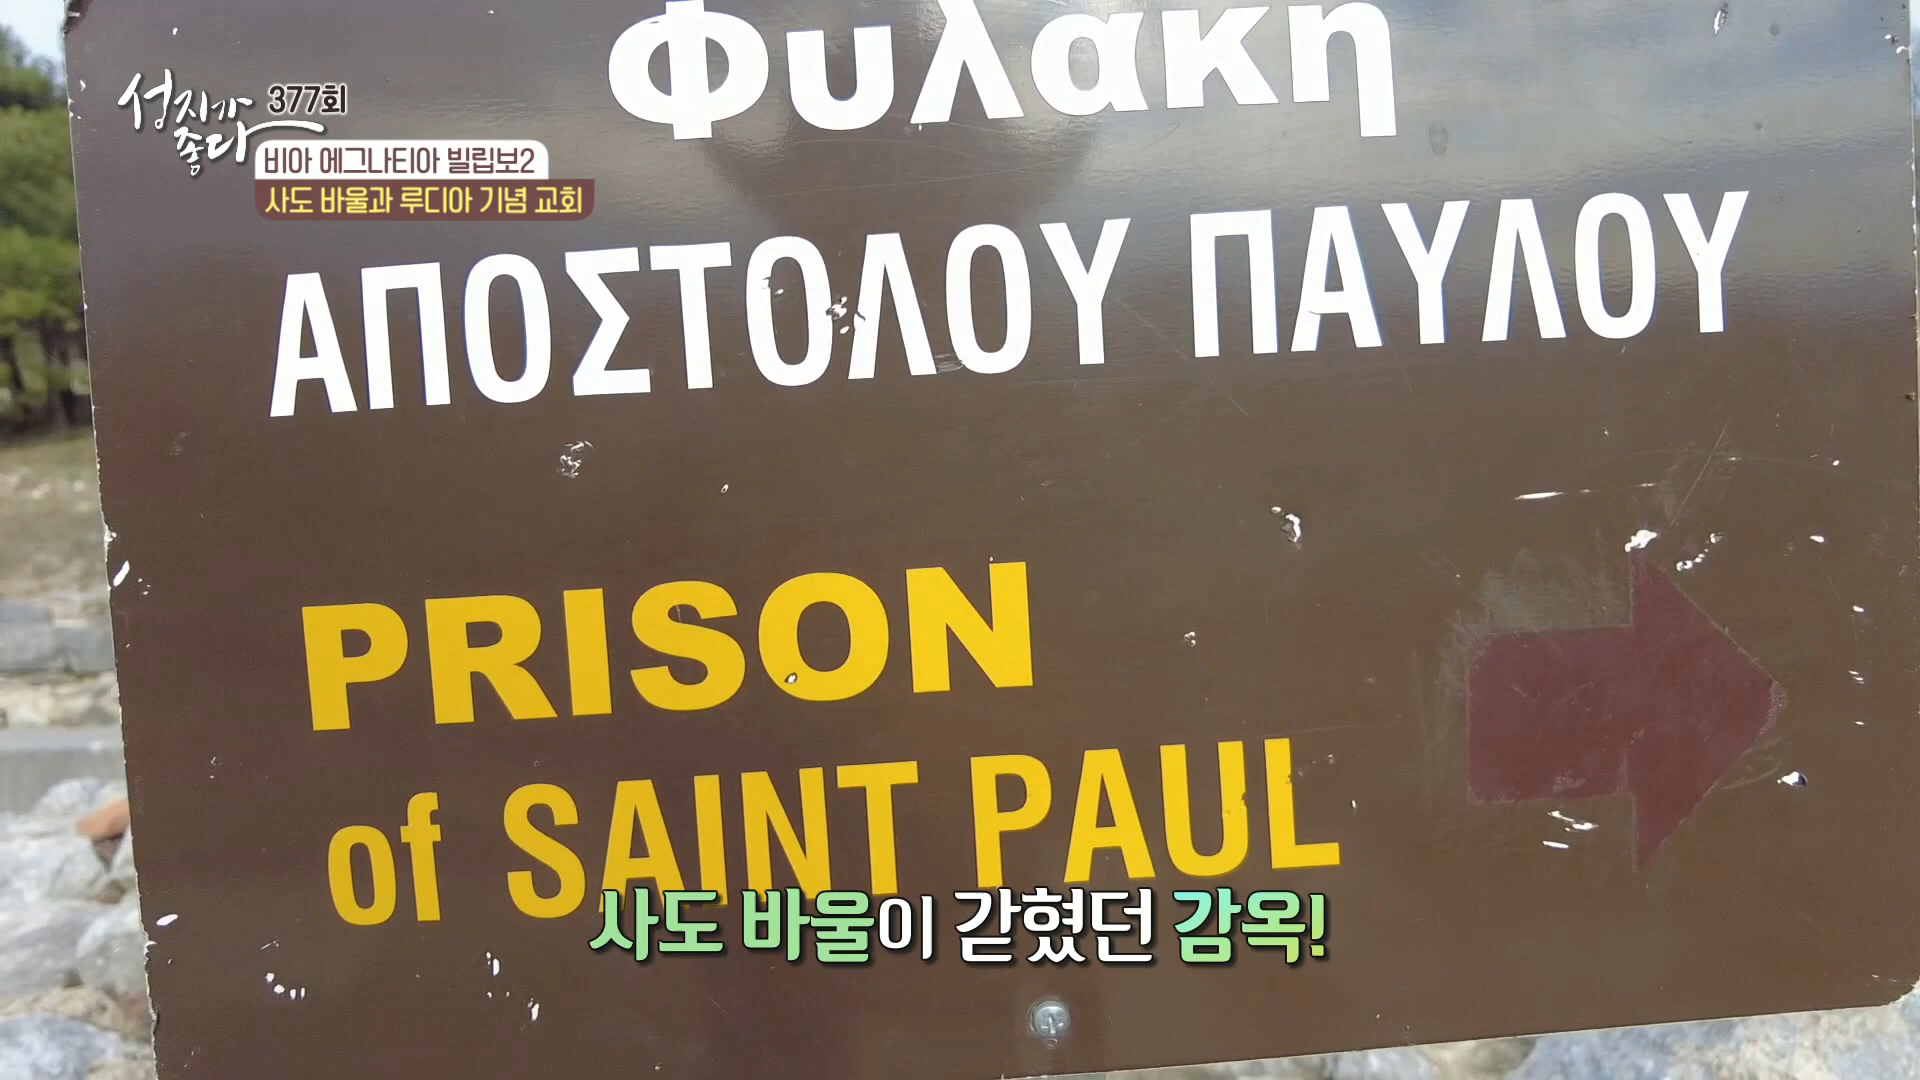 Φυλακη
성지가 좋다 377회
비아 에그나티아 빌립보2
사도 바울과 루디아 기념 교회
ΑΠΟΣΤΟΛΟΥ ΠΑΥΛΟΥ
PRISON
of SAINT PAUL
사도 바울이 갇혔던 감옥!